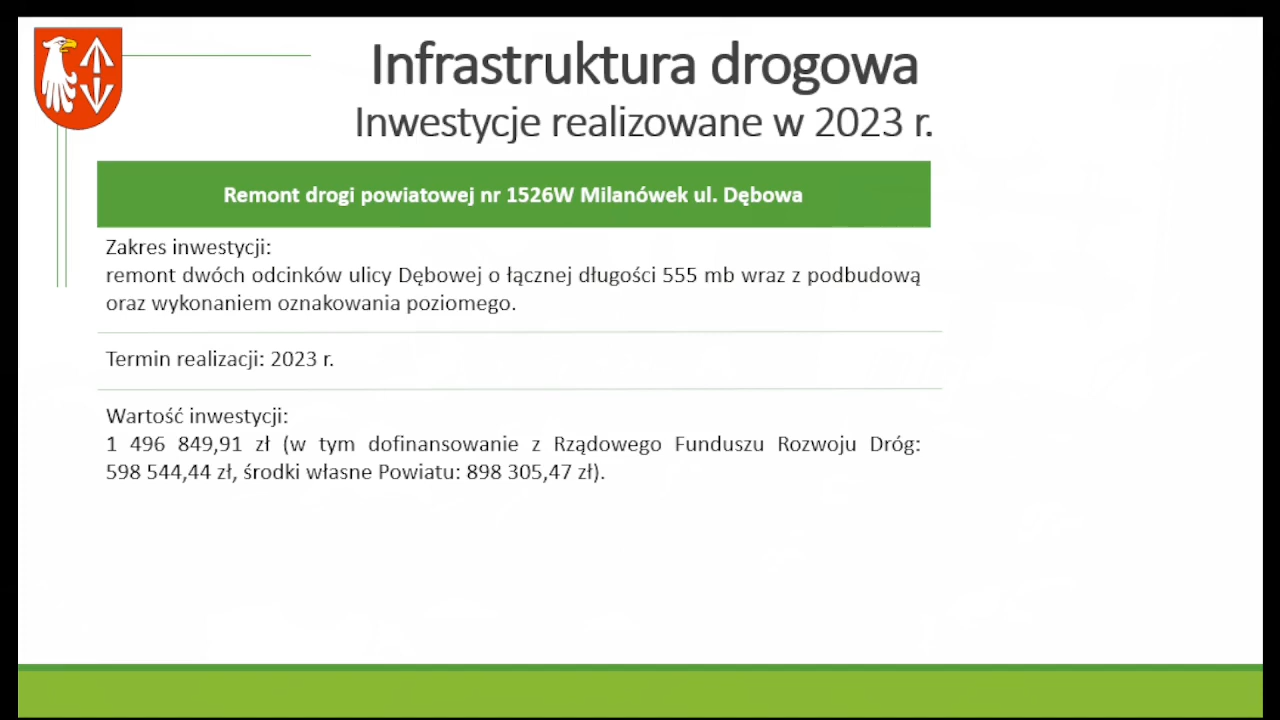 Infrastruktura drogowa
Inwestycje realizowane w 2023 r.
Remont drogi powiatowej nr 1526W Milanówek ul. Dębowa
Zakres inwestycji:
remont dwóch odcinków ulicy Dębowej o łącznej długości 555 mb wraz z podbudową
oraz wykonaniem oznakowania poziomego.
Termin realizacji: 2023 r.
Wartość inwestycji:
1 496 849,91 zł (w tym dofinansowanie z Rządowego Funduszu Rozwoju Dróg:
598 544,44 zł, środki własne Powiatu: 898 305,47 zł).